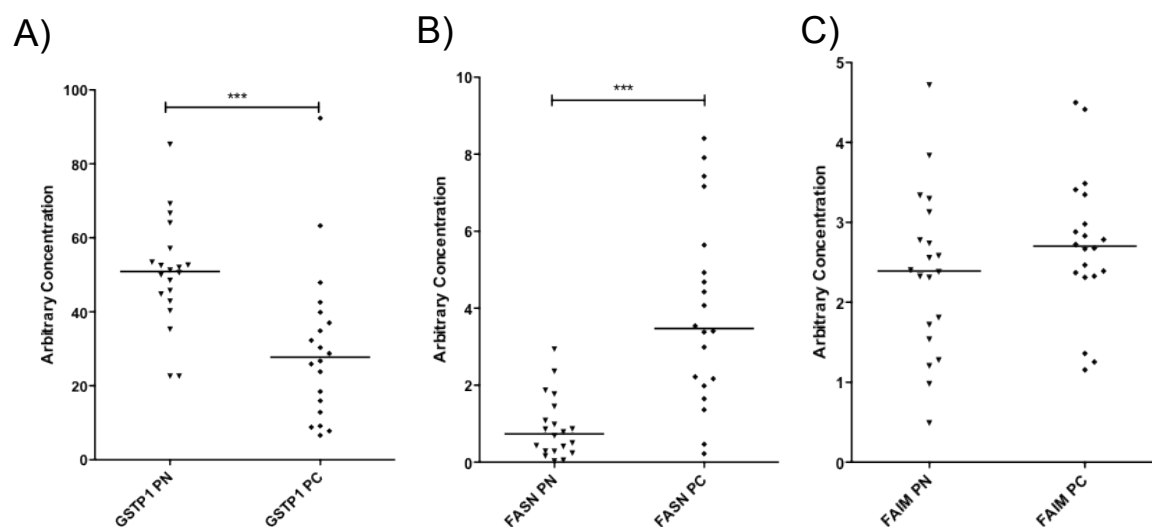 A)
B)
C)
***
100
80
60
40
20
0
Arbitrary Concentration
GSTP1 PN
GSTP1 PC
***
10
8
6
4
2
0
Arbitrary Concentration
FASN PN
FASN PC
5
4
3
2
1
0
Arbitrary Concentration
FAIM PN
FAIM PC